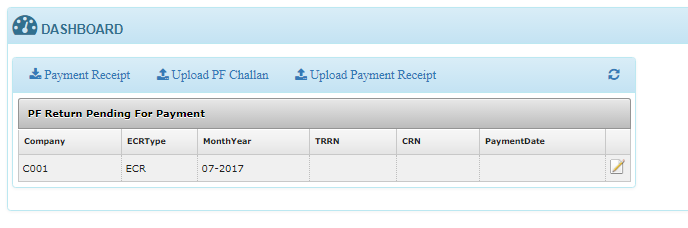 DASHBOARD
Payment Receipt Upload PF Challan Upload Payment Receipt
PF Return Pending For Payment
Company ECRType MonthYear TRRN CRN PaymentDate
C001 ECR 07-2017